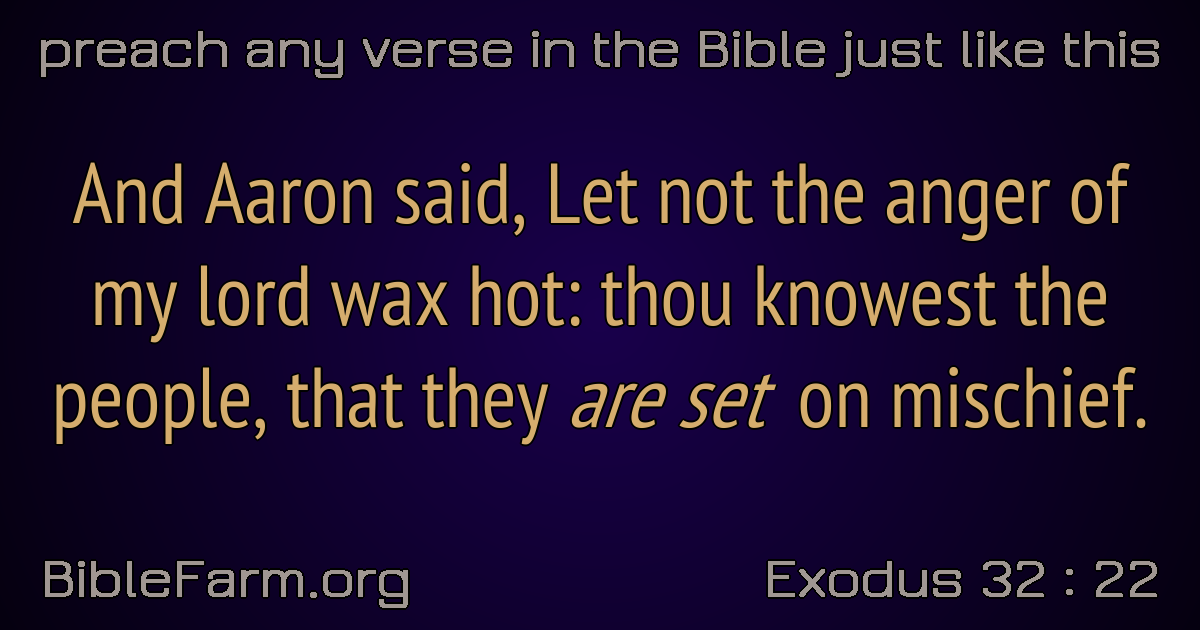 preach any verse in the Bible just like this
And Aaron said, Let not the anger of
my lord wax hot: thou knowest the
people, that they are set on mischief.
BibleFarm.org
Exodus 32 : 22